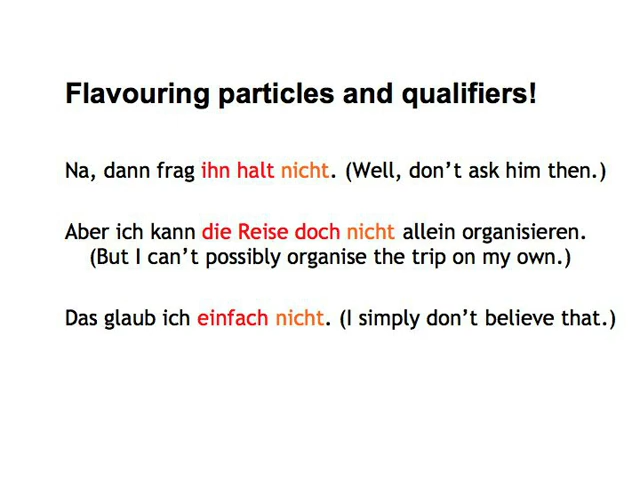 Flavouring particles and qualifiers!
Na, dann frag ihn halt nicht. (Well, don’t ask him then.)
Aber ich kann die Reise doch nicht allein organisieren.
(But I can’t possibly organise the trip on my own.)
Das glaub ich einfach nicht. (I simply don’t believe that.)